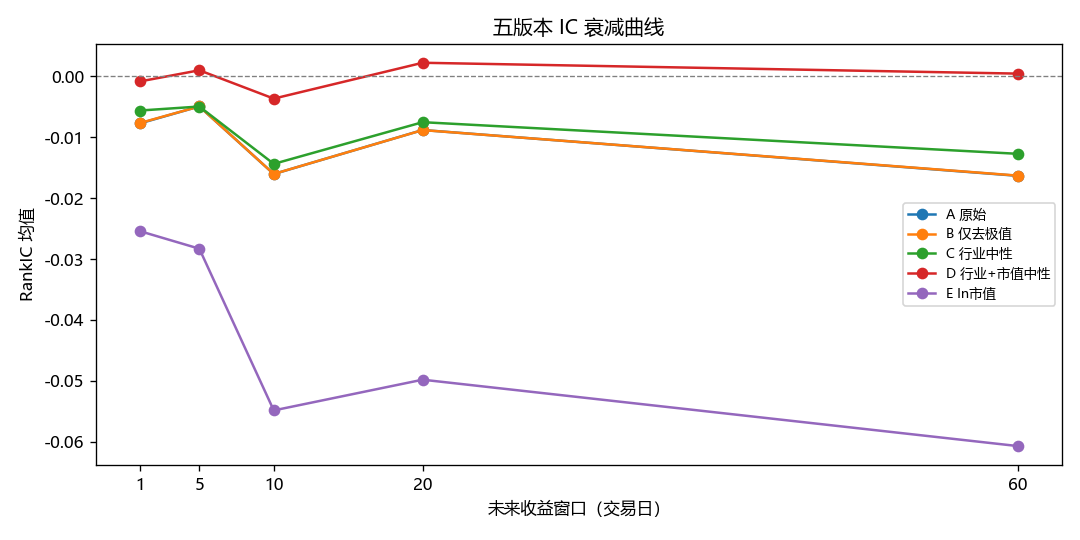 五版本 IC 衰减曲线
RankIC 均值
0.00
-0.01
-0.02
-0.03
-0.04
-0.05
-0.06
A 原始
B 仅去极值
C 行业中性
D 行业+市值中性
E ln市值
1 5 10 20 60
未来收益窗口（交易日）